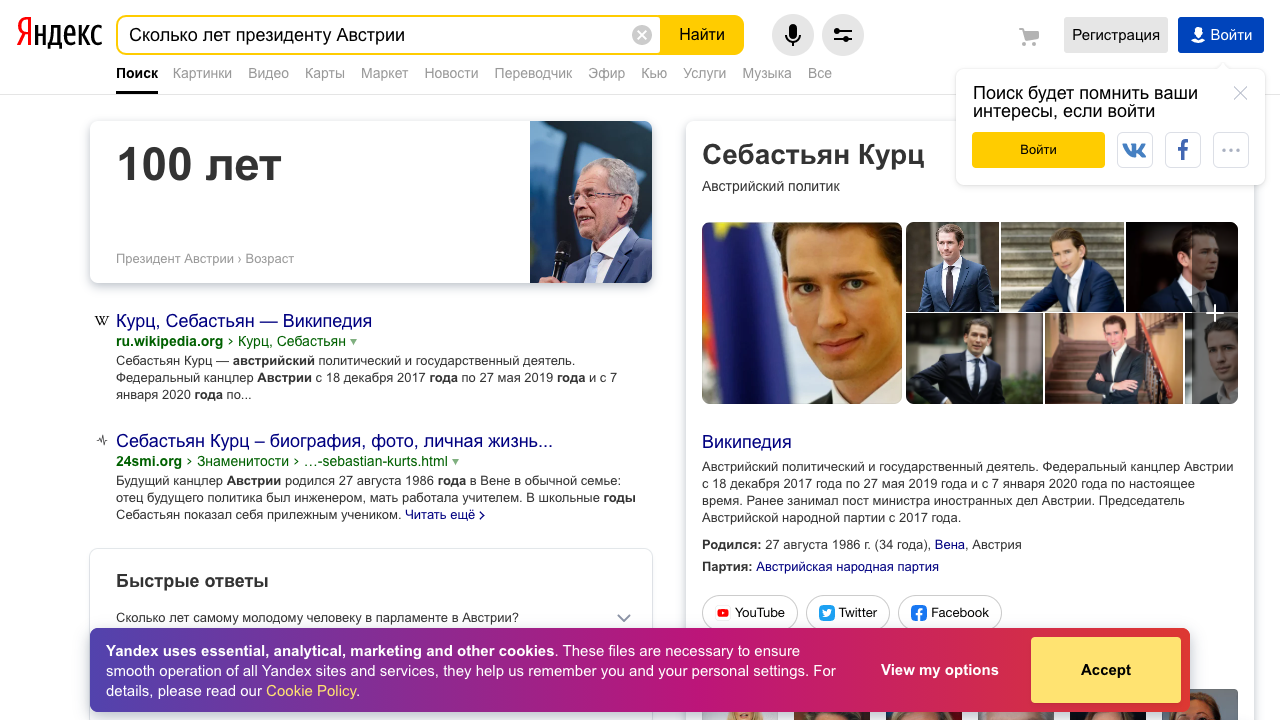 Яндекс
Сколько лет президенту Австрии
Найти
Регистрация
Войти
Поиск Картинки Видео Карты Маркет Новости Переводчик Эфир Кью Услуги Музыка Все
Поиск будет помнить ваши
интересы, если войти
Войти
100 лет
Президент Австрии › Возраст
Курц, Себастьян — Википедия
ru.wikipedia.org › Курц, Себастьян
Себастьян Курц — австрийский политический и государственный деятель.
Федеральный канцлер Австрии с 18 декабря 2017 года по 27 мая 2019 года и с 7
января 2020 года по...
Себастьян Курц – биография, фото, личная жизнь...
24smi.org › Знаменитости › …-sebastian-kurts.html
Будущий канцлер Австрии родился 27 августа 1986 года в Вене в обычной семье:
отец будущего политика был инженером, мать работала учителем. В школьные годы
Себастьян показал себя прилежным учеником. Читать ещё ›
Быстрые ответы
Сколько лет самому молодому человеку в парламенте в Австрии?
Себастьян Курц
Австрийский политик
Википедия
Австрийский политический и государственный деятель. Федеральный канцлер Австрии
с 18 декабря 2017 года по 27 мая 2019 года и с 7 января 2020 года по настоящее
время. Ранее занимал пост министра иностранных дел Австрии. Председатель
Австрийской народной партии с 2017 года.
Родился: 27 августа 1986 г. (34 года), Вена, Австрия
Партия: Австрийская народная партия
YouTube
Twitter
Facebook
Yandex uses essential, analytical, marketing and other cookies. These files are necessary to ensure
smooth operation of all Yandex sites and services, they help us remember you and your personal settings. For
details, please read our Cookie Policy.
View my options
Accept